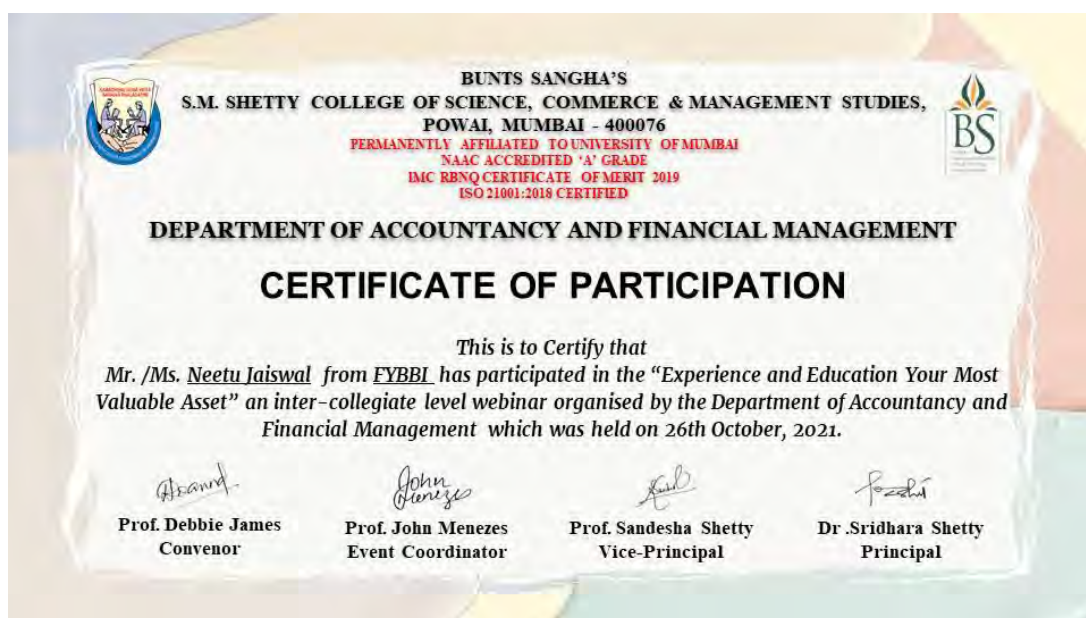 BUNTS SANGHA'S
S.M. SHETTY COLLEGE OF SCIENCE, COMMERCE & MANAGEMENT STUDIES,
POWAI, MUMBAI - 400076
PERMANENTLY AFFILIATED TO UNIVERSITY OF MUMBAI
NAAC ACCREDITED 'A' GRADE
IMC RBNQ CERTIFICATE OF MERIT 2019
ISO 21001:2018 CERTIFIED
BS
DEPARTMENT OF ACCOUNTANCY AND FINANCIAL MANAGEMENT
CERTIFICATE OF PARTICIPATION
This is to Certify that
Mr. /Ms. Neetu Jaiswal from FYBBI has participated in the “Experience and Education Your Most
Valuable Asset” an inter-collegiate level webinar organised by the Department of Accountancy and
Financial Management which was held on 26th October, 2021.
John
Menezes
Prof. Debbie James
Convenor
Prof. John Menezes
Event Coordinator
Prof. Sandesha Shetty
Vice-Principal
Dr .Sridhara Shetty
Principal